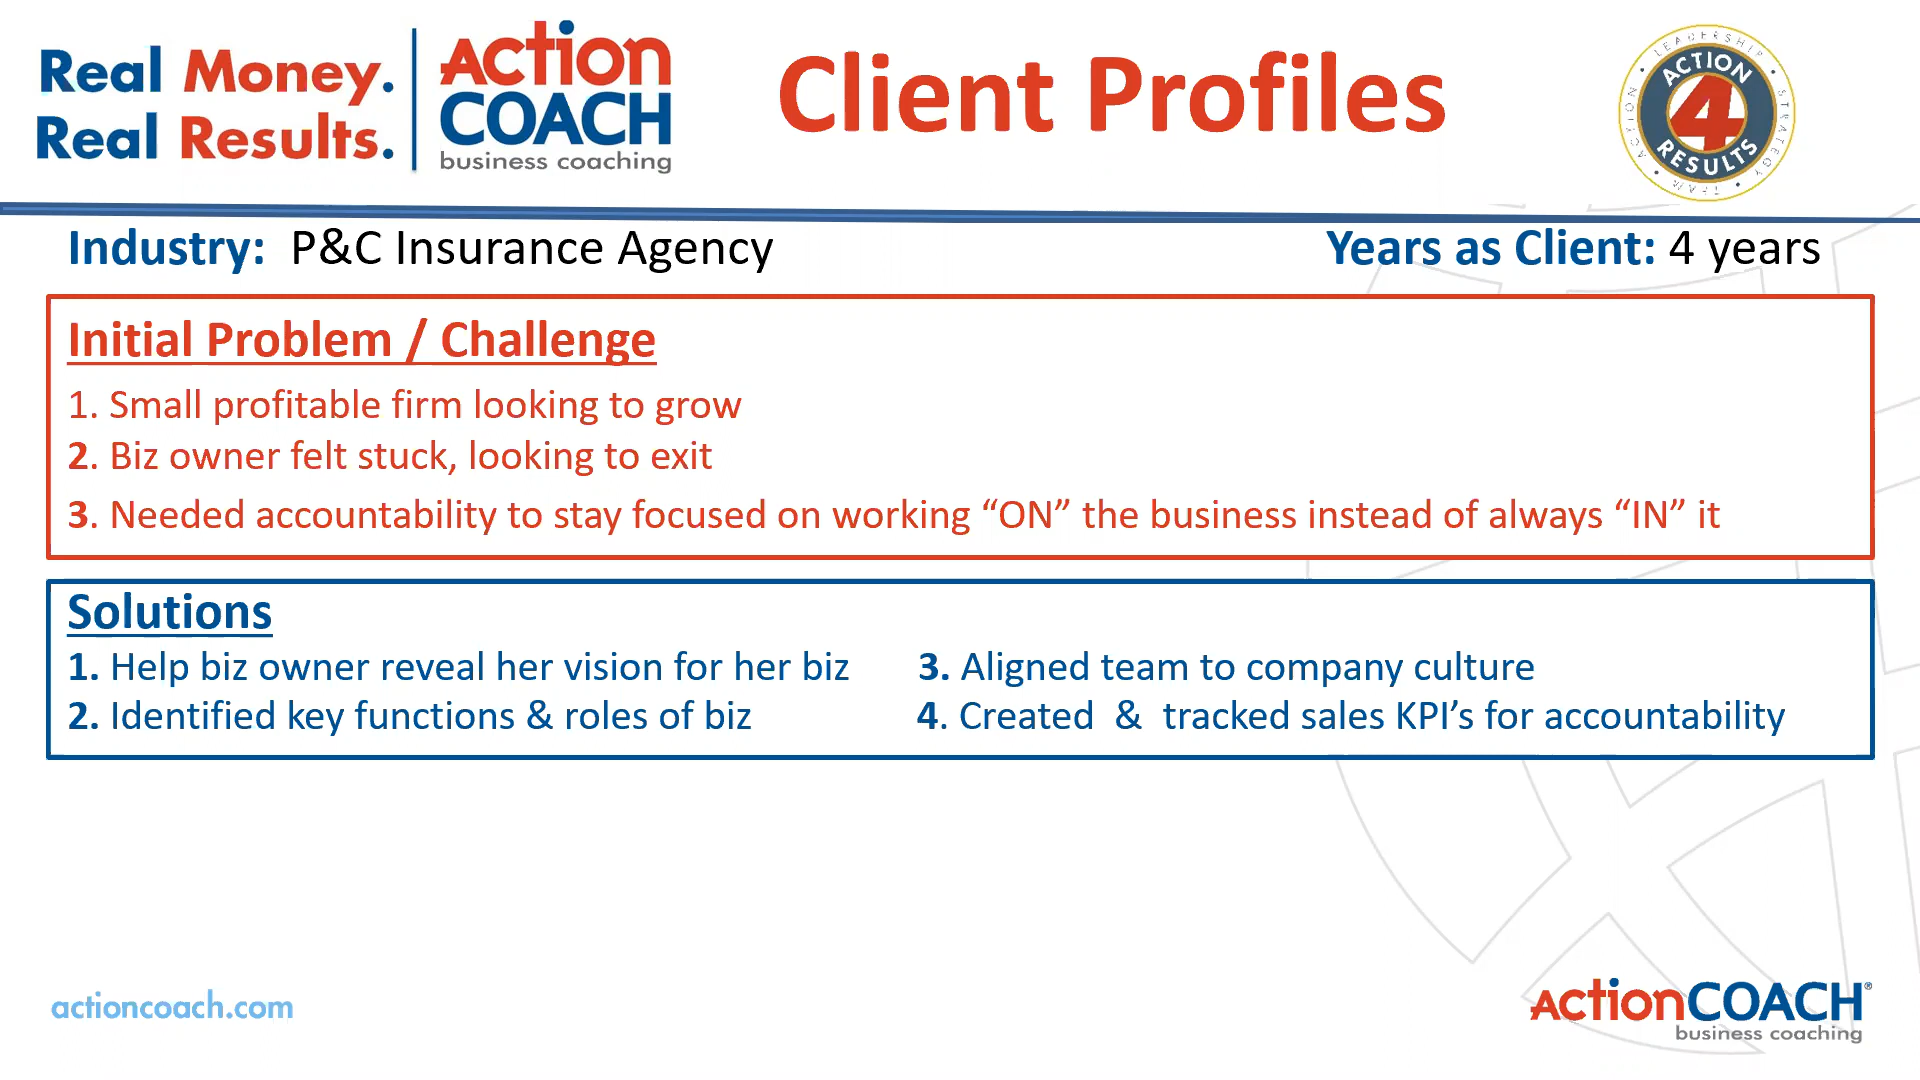 Real Money.
Real Results.
ACTION
COACH
business coaching
Client Profiles
LEADERSHIP • STRATEGY • TEAM • ACTION •
ACTION
4
RESULTS
Industry: P&C Insurance Agency
Years as Client: 4 years
Initial Problem / Challenge
1. Small profitable firm looking to grow
2. Biz owner felt stuck, looking to exit
3. Needed accountability to stay focused on working “ON” the business instead of always “IN” it
Solutions
1. Help biz owner reveal her vision for her biz
2. Identified key functions & roles of biz
3. Aligned team to company culture
4. Created & tracked sales KPI’s for accountability
actioncoach.com
ActionCOACH®
business coaching